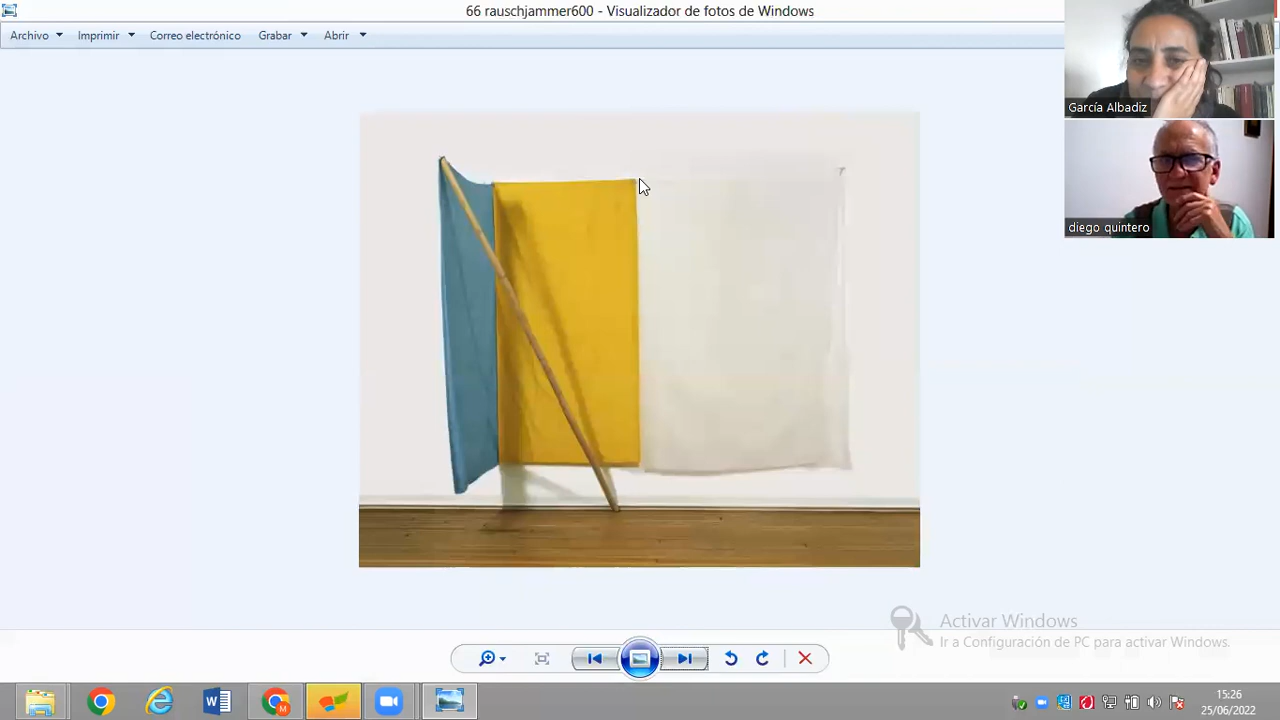 66 rauschjammer600 - Visualizador de fotos de Windows
Archivo Imprimir Correo electrónico Grabar Abrir
García Albadiz
diego quintero
Activar Windows
Ir a Configuración de PC para activar Windows.
15:26
25/06/2022